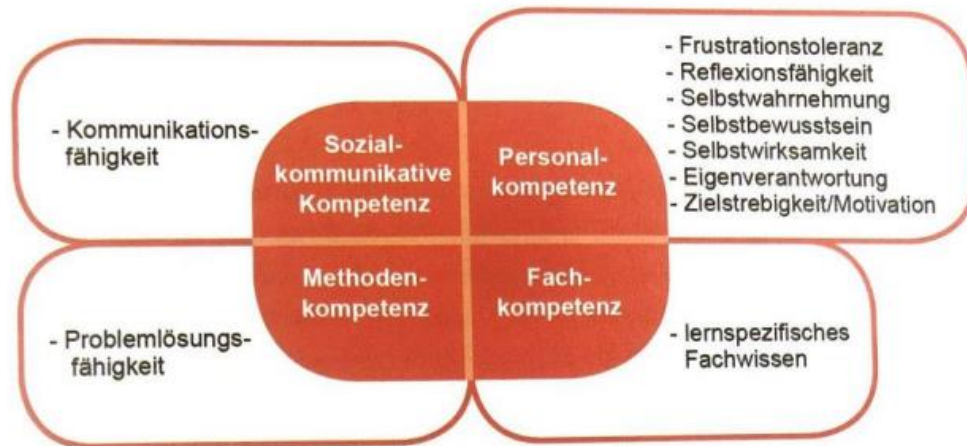 - Kommunikations-
fähigkeit
Sozial-
kommunikative
Kompetenz
Personal-
kompetenz
- Frustrationstoleranz
- Reflexionsfähigkeit
- Selbstwahrnehmung
- Selbstbewusstsein
- Selbstwirksamkeit
- Eigenverantwortung
- Zielstrebigkeit/Motivation
- Problemlösungs-
fähigkeit
Methoden-
kompetenz
Fach-
kompetenz
- lernspezifisches
Fachwissen